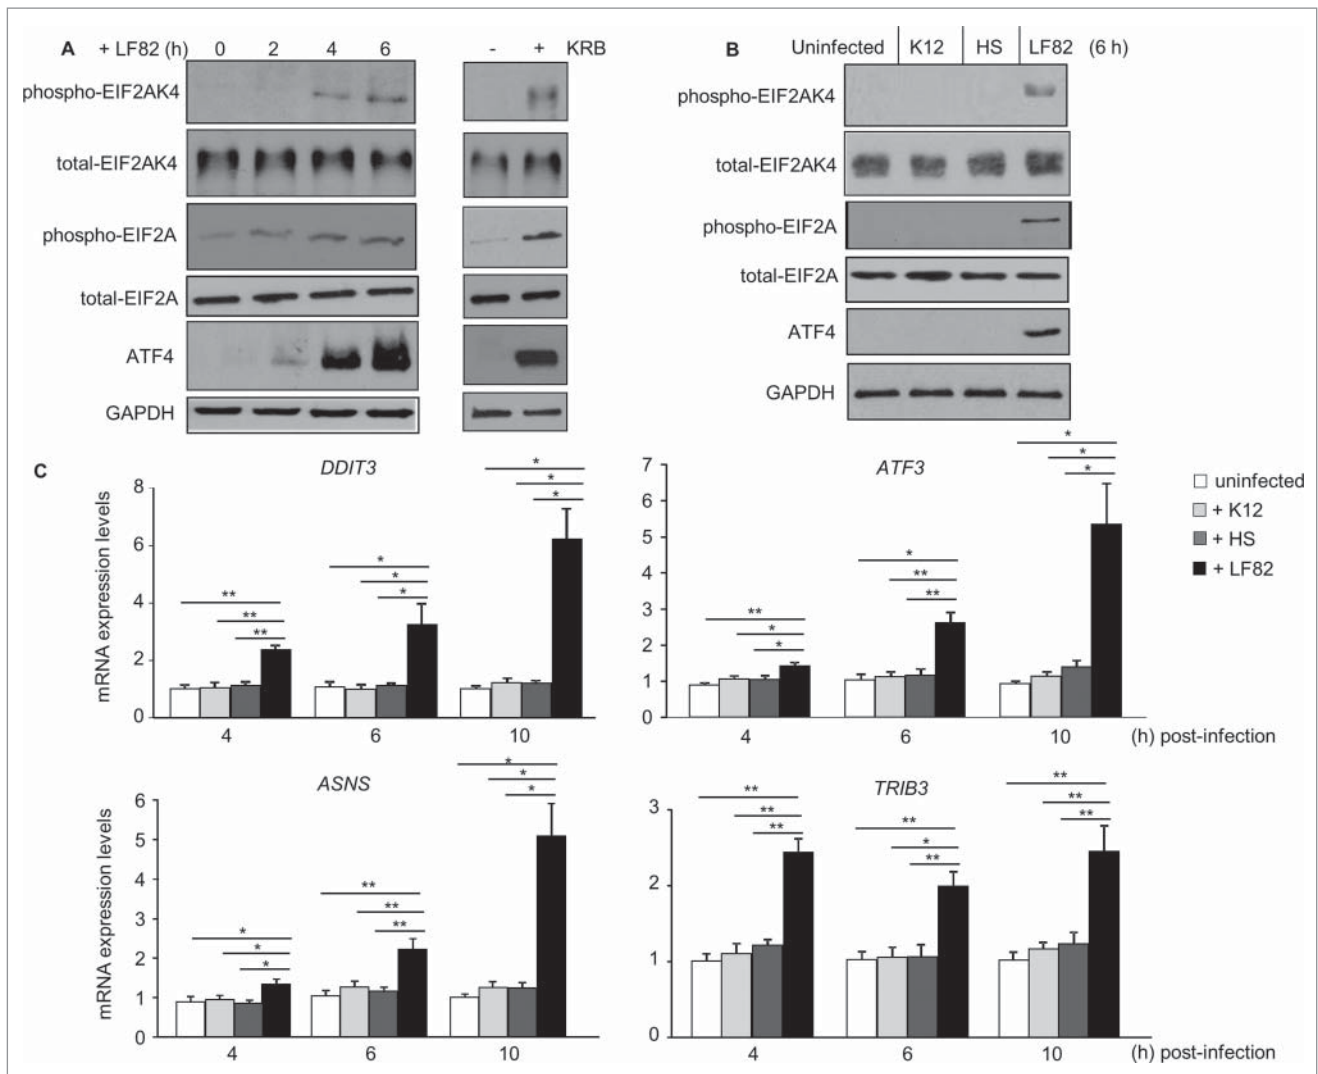 A + LF82 (h) 0 2 4 6 - + KRB
phospho-EIF2AK4
total-EIF2AK4
phospho-EIF2A
total-EIF2A
ATF4
GAPDH
B Uninfected K12 HS LF82 (6 h)
phospho-EIF2AK4
total-EIF2AK4
phospho-EIF2A
total-EIF2A
ATF4
GAPDH
C
DDIT3
mRNA expression levels
8
6
4
2
0
* * *
* * *
** ** **
4 6 10
ATF3
7
6
5
4
3
2
1
0
* * *
* ** **
** * *
4 6 10 (h) post-infection
uninfected
+ K12
+ HS
+ LF82
ASNS
mRNA expression levels
6
5
4
3
2
1
0
* * *
** ** **
* * *
4 6 10
TRIB3
3
2
1
0
** ** **
** * **
** ** **
4 6 10 (h) post-infection